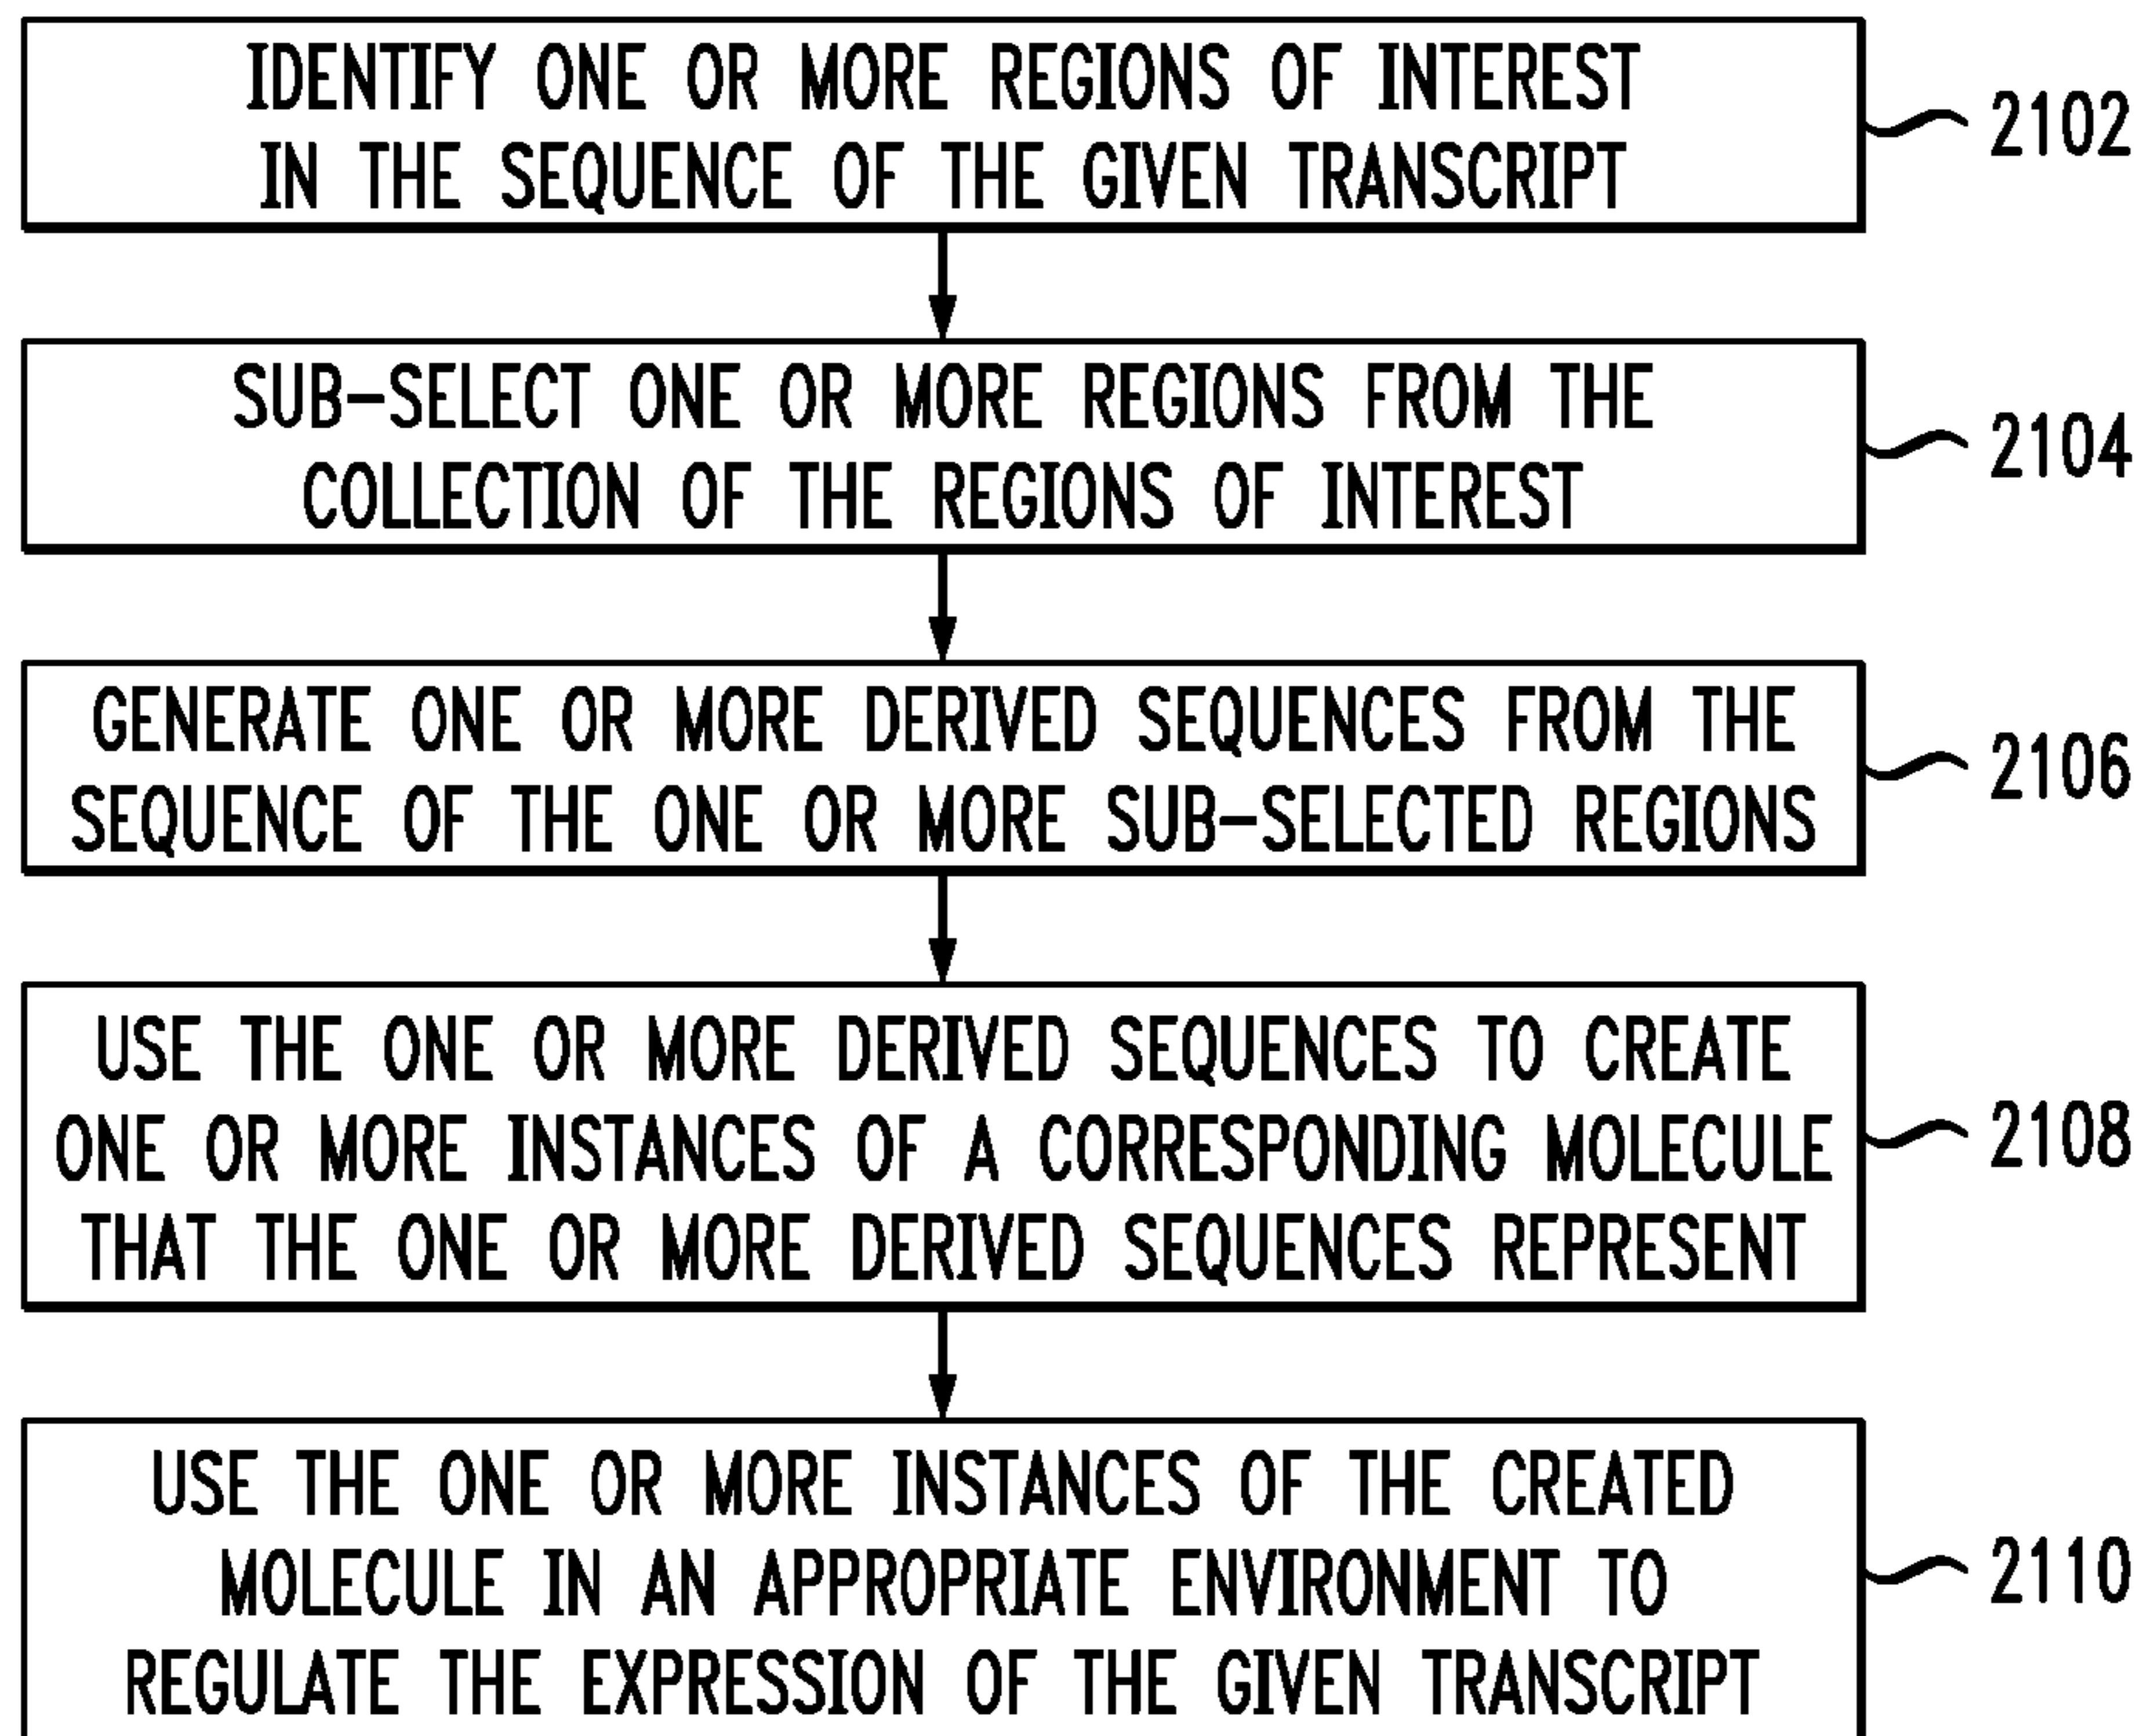 IDENTIFY ONE OR MORE REGIONS OF INTEREST
IN THE SEQUENCE OF THE GIVEN TRANSCRIPT
2102
SUB-SELECT ONE OR MORE REGIONS FROM THE
COLLECTION OF THE REGIONS OF INTEREST
2104
GENERATE ONE OR MORE DERIVED SEQUENCES FROM THE
SEQUENCE OF THE ONE OR MORE SUB-SELECTED REGIONS
2106
USE THE ONE OR MORE DERIVED SEQUENCES TO CREATE
ONE OR MORE INSTANCES OF A CORRESPONDING MOLECULE
THAT THE ONE OR MORE DERIVED SEQUENCES REPRESENT
2108
USE THE ONE OR MORE INSTANCES OF THE CREATED
MOLECULE IN AN APPROPRIATE ENVIRONMENT TO
REGULATE THE EXPRESSION OF THE GIVEN TRANSCRIPT
2110